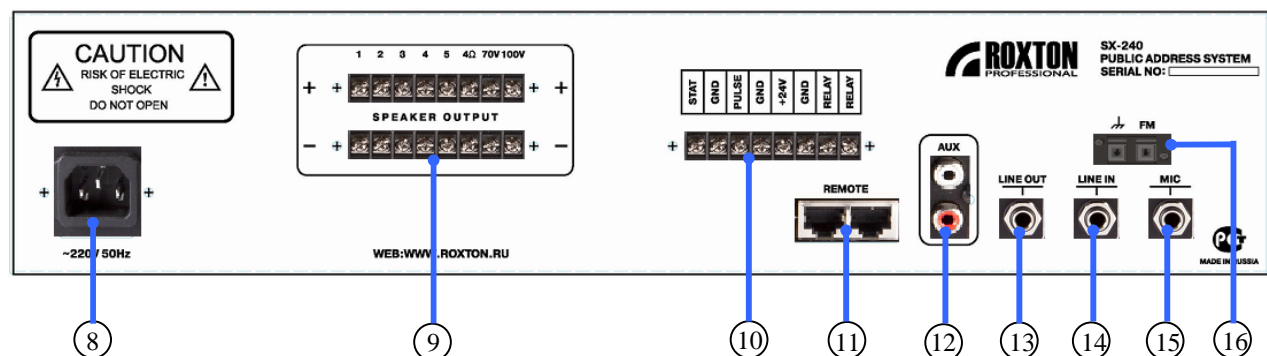 CAUTION
RISK OF ELECTRIC
SHOCK
DO NOT OPEN
~220V 50Hz
1 2 3 4 5 4Ω 70V 100V
+ + + +
SPEAKER OUTPUT
− + + −
WEB:WWW.ROXTON.RU
STAT GND PULSE GND +24V GND RELAY RELAY
REMOTE
AUX
LINE OUT
LINE IN
MIC
FM
ROXTON
PROFESSIONAL
SX-240
PUBLIC ADDRESS SYSTEM
SERIAL NO:
РСТ
MADE IN RUSSIA
8 9 10 11 12 13 14 15 16